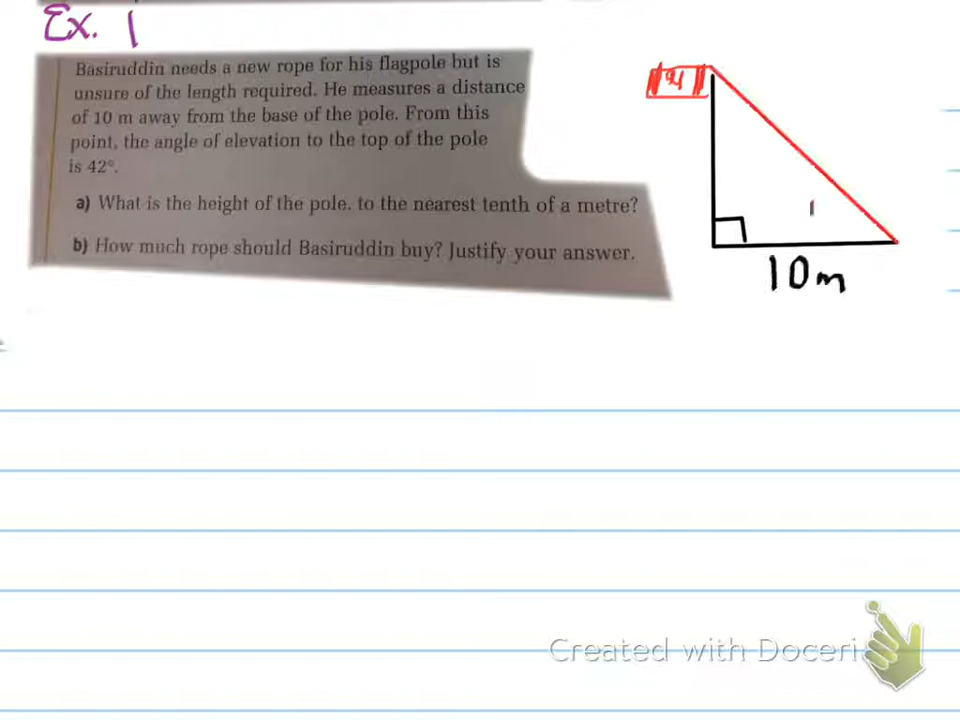 Ex. 1
Basiruddin needs a new rope for his flagpole but is
unsure of the length required. He measures a distance
of 10 m away from the base of the pole. From this
point, the angle of elevation to the top of the pole
is 42°.
a) What is the height of the pole. to the nearest tenth of a metre?
b) How much rope should Basiruddin buy? Justify your answer.
10m
Created with Doceri